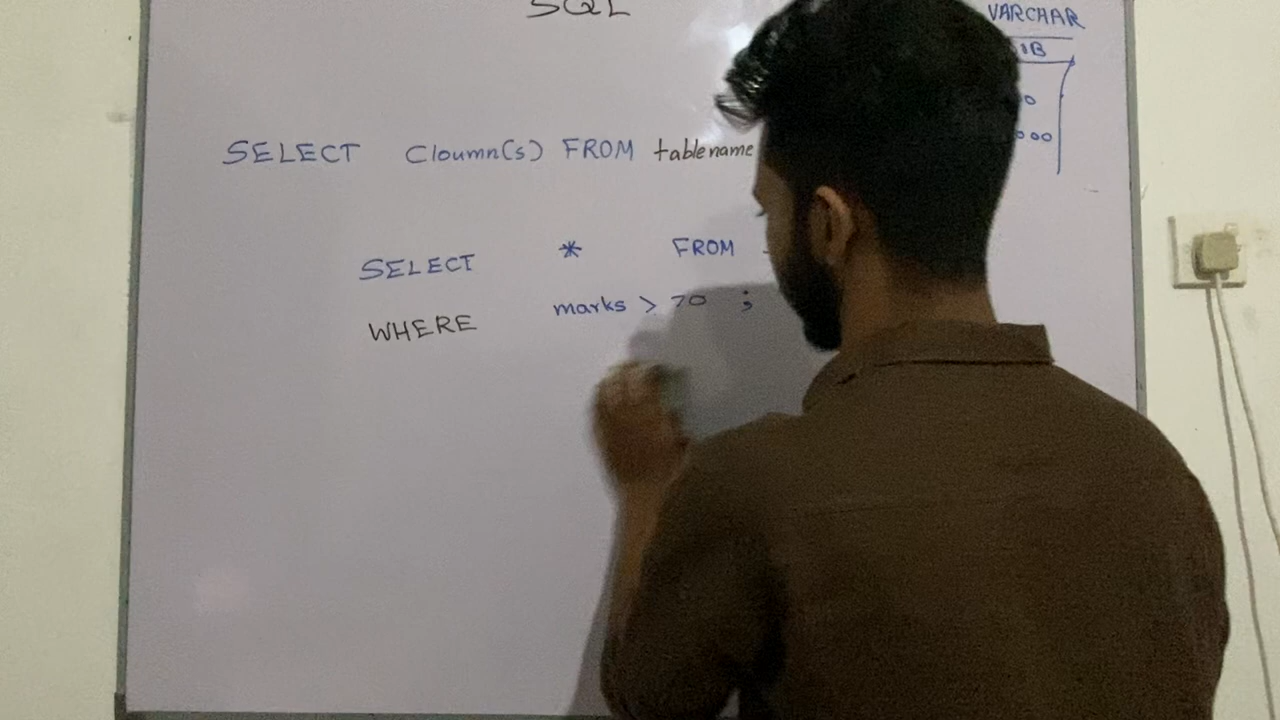 SQL
VARCHAR
SELECT Cloumn(s) FROM tablename
SELECT * FROM
WHERE marks > 70 ;